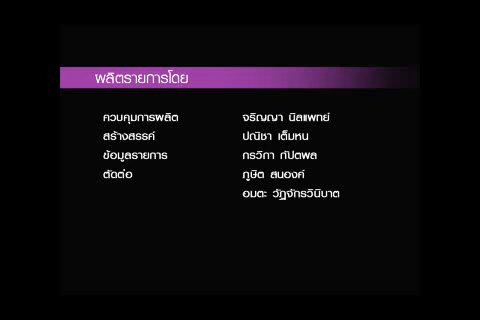 ผลิตรายการโดย
ควบคุมการผลิต จริญญา นิลแพทย์
สร้างสรรค์ ปณิชา เต็มหน
ข้อมูลรายการ กรวิกา กัปตพล
ตัดต่อ ภูษิต สนองค์
อมตะ วัฏจักรวินิบาต